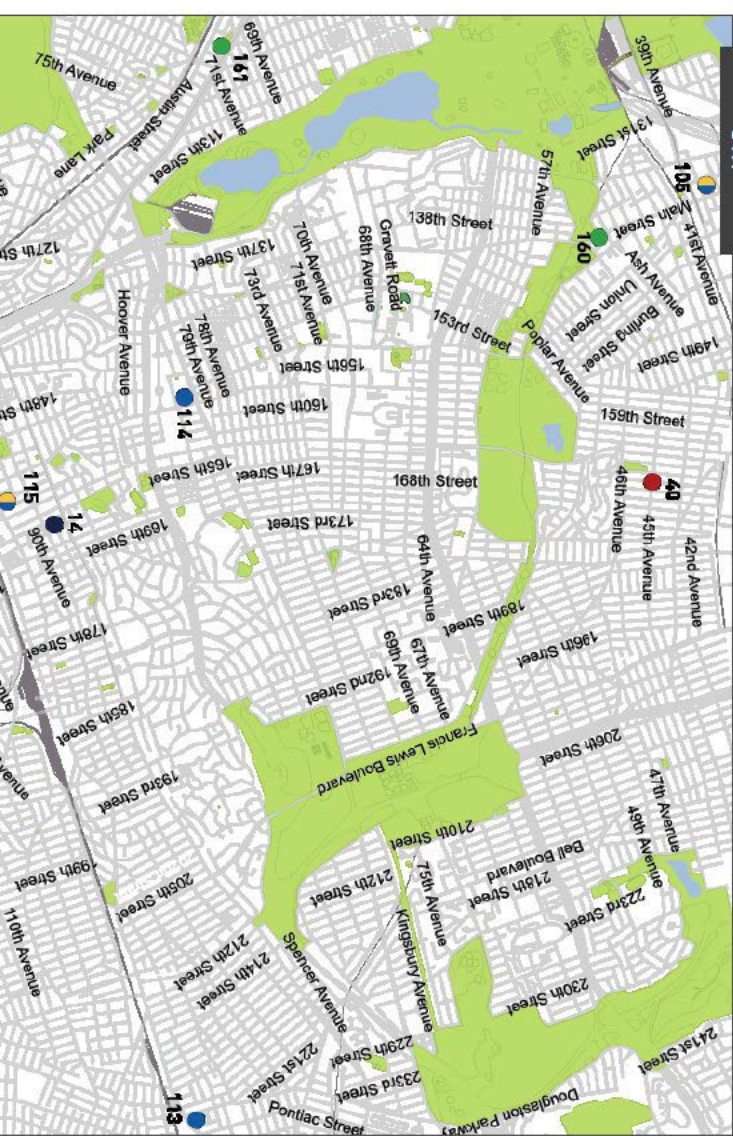 69th Avenue
161
71st Avenue
75th Avenue
Austin Street
113th Street
Park Lane
127th St
39th Avenue
131st Street
105
Main Street
41st Avenue
57th Avenue
160
Ash Avenue
Union Street
Burling Street
149th Street
Poplar Avenue
138th Street
Gravett Road
68th Avenue
70th Avenue
71st Avenue
137th Street
73rd Avenue
153rd Street
Hoover Avenue
78th Avenue
79th Avenue
156th Street
160th Street
114
148th St
159th Street
40
46th Avenue
45th Avenue
42nd Avenue
168th Street
165th Street
167th Street
173rd Street
169th Street
115
14
90th Avenue
64th Avenue
183rd Street
189th Street
196th Street
67th Avenue
69th Avenue
192nd Street
178th Street
185th Street
193rd Street
199th Street
205th Street
Francis Lewis Boulevard
206th Street
47th Avenue
49th Avenue
210th Street
Bell Boulevard
218th Street
223rd Street
75th Avenue
212th Street
Kingsbury Avenue
Spencer Avenue
212th Street
214th Street
110th Avenue
venue
230th Street
241st Street
229th Street
233rd Street
221st Street
Douglaston Parkway
Pontiac Street
113